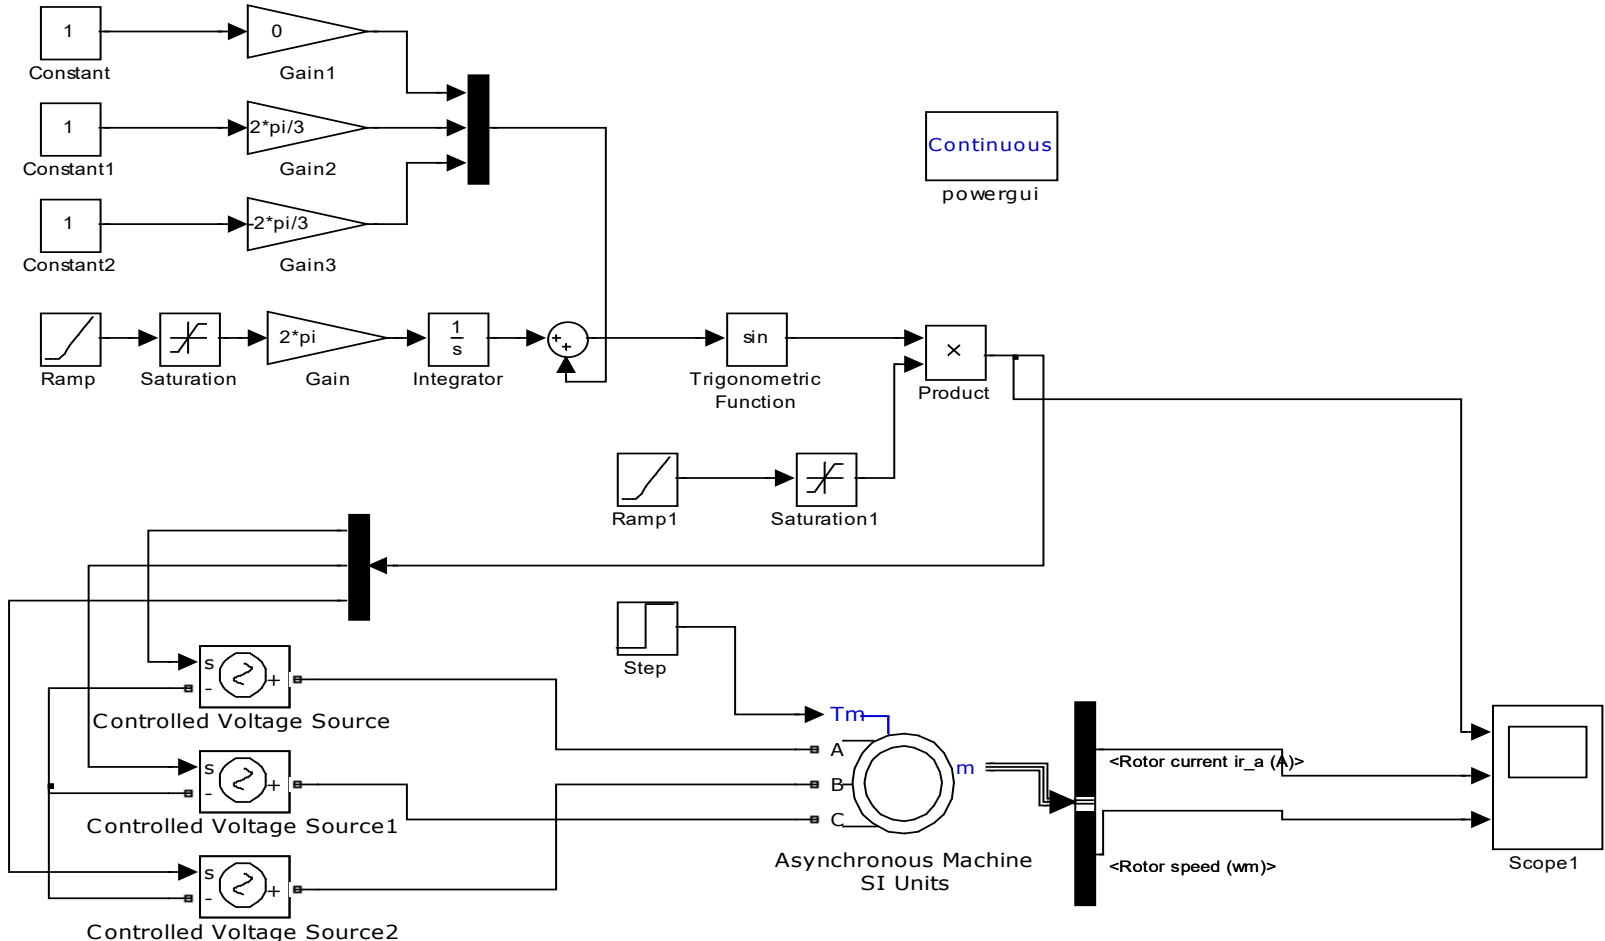 1
Constant
0
Gain1
1
Constant1
2*pi/3
Gain2
1
Constant2
-2*pi/3
Gain3
Continuous
powergui
Ramp
Saturation
2*pi
Gain
1
s
Integrator
+
+
sin
Trigonometric
Function
×
Product
Ramp1
Saturation1
Step
s
-
+
Controlled Voltage Source
s
-
+
Controlled Voltage Source1
s
-
+
Controlled Voltage Source2
Tm
A
B
C
m
Asynchronous Machine
SI Units
<Rotor current ir_a (A)>
<Rotor speed (wm)>
Scope1